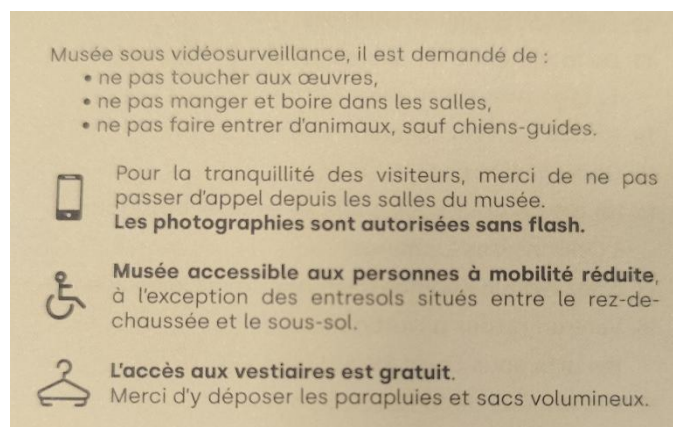 Musée sous vidéosurveillance, il est demandé de :
• ne pas toucher aux œuvres,
• ne pas manger et boire dans les salles,
• ne pas faire entrer d'animaux, sauf chiens-guides.
Pour la tranquillité des visiteurs, merci de ne pas
passer d'appel depuis les salles du musée.
Les photographies sont autorisées sans flash.
Musée accessible aux personnes à mobilité réduite,
à l'exception des entresols situés entre le rez-de-
chaussée et le sous-sol.
L'accès aux vestiaires est gratuit.
Merci d'y déposer les parapluies et sacs volumineux.